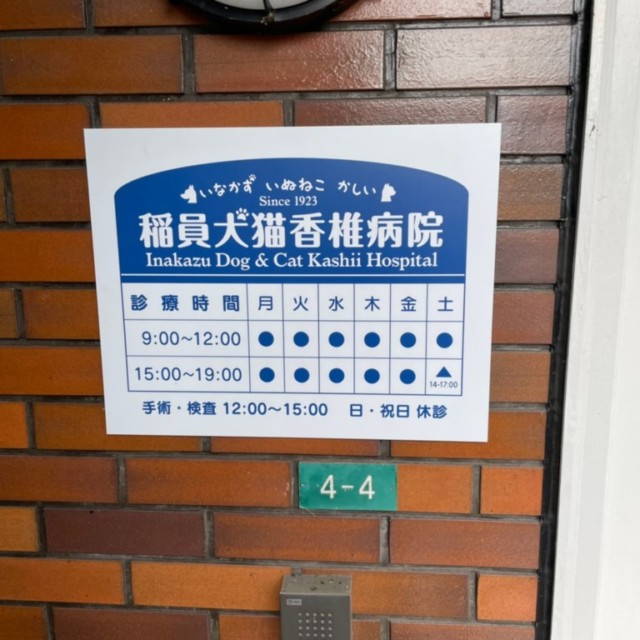 いなかず いぬねこ かしい
Since 1923
稲員犬猫香椎病院
Inakazu Dog & Cat Kashii Hospital
診療時間 月 火 水 木 金 土
9:00~12:00 ● ● ● ● ● ●
15:00~19:00 ● ● ● ● ● ▲
14-17:00
手術・検査 12:00~15:00 日・祝日 休診
4-4